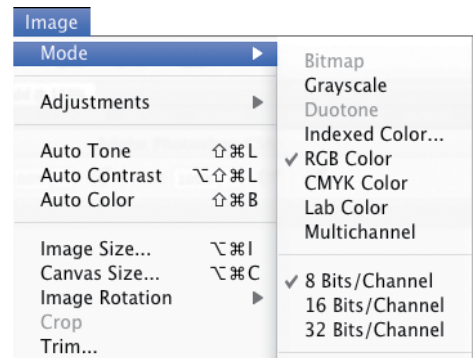 Image
Mode
Adjustments
Auto Tone ⇧⌘L
Auto Contrast ⌥⇧⌘L
Auto Color ⇧⌘B
Image Size... ⌥⌘I
Canvas Size... ⌥⌘C
Image Rotation
Crop
Trim...
Bitmap
Grayscale
Duotone
Indexed Color...
✓ RGB Color
CMYK Color
Lab Color
Multichannel
✓ 8 Bits/Channel
16 Bits/Channel
32 Bits/Channel